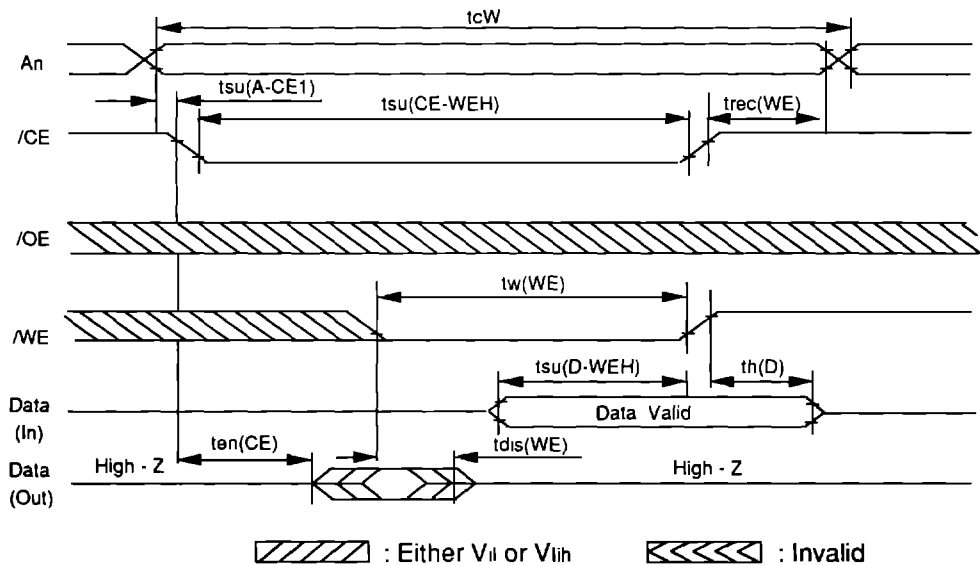 tcW
An
tsu(A-CE1)
tsu(CE-WEH)
trec(WE)
/CE
/OE
tw(WE)
/WE
tsu(D-WEH)
th(D)
Data
(In)
Data Valid
ten(CE)
tdis(WE)
Data
(Out)
High - Z
High - Z
: Either Vil or Vlih
: Invalid